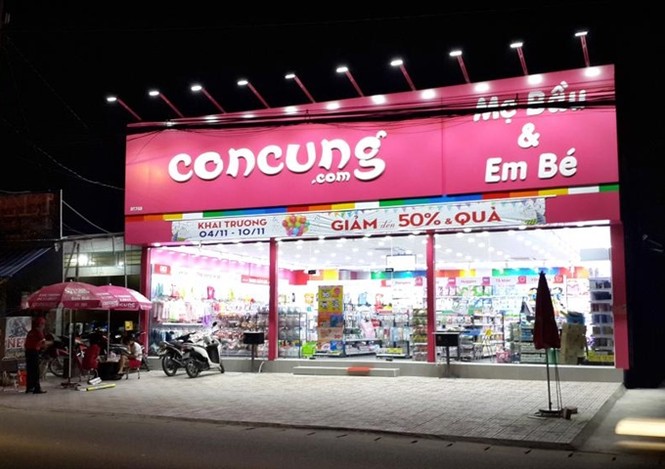 concung
.com
Mẹ Bầu
&
Em Bé
KHAI TRƯƠNG
04/11 - 10/11
GIẢM đến 50% & QUÀ